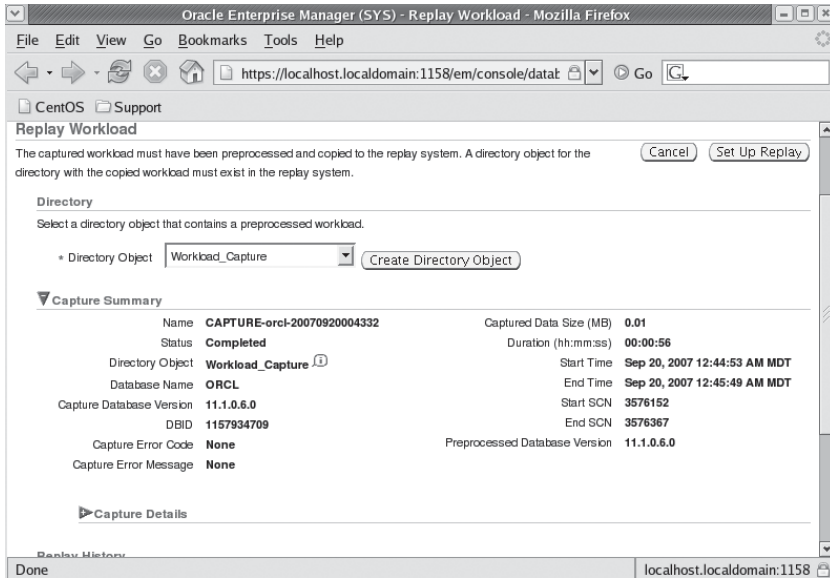 Oracle Enterprise Manager (SYS) - Replay Workload - Mozilla Firefox
File Edit View Go Bookmarks Tools Help
https://localhost.localdomain:1158/em/console/datat Go G
CentOS Support
Replay Workload
The captured workload must have been preprocessed and copied to the replay system. A directory object for the
directory with the copied workload must exist in the replay system.
Cancel Set Up Replay
Directory
Select a directory object that contains a preprocessed workload.
* Directory Object Workload_Capture Create Directory Object
Capture Summary
Name CAPTURE-orcl-20070920004332
Status Completed
Directory Object Workload_Capture i
Database Name ORCL
Capture Database Version 11.1.0.6.0
DBID 1157934709
Capture Error Code None
Capture Error Message None
Captured Data Size (MB) 0.01
Duration (hh:mm:ss) 00:00:56
Start Time Sep 20, 2007 12:44:53 AM MDT
End Time Sep 20, 2007 12:45:49 AM MDT
Start SCN 3576152
End SCN 3576367
Preprocessed Database Version 11.1.0.6.0
Capture Details
Replay History
Done localhost.localdomain:1158